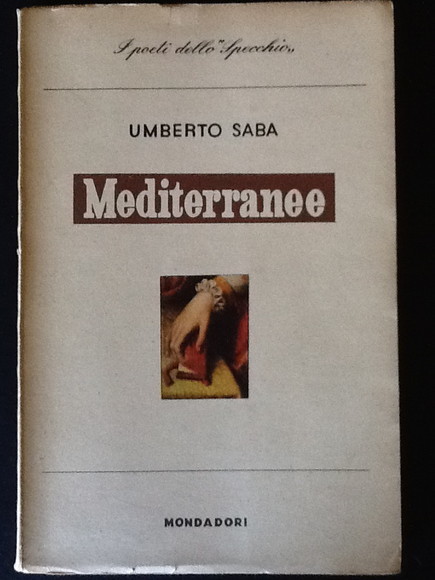 I poeti dello "Specchio„
UMBERTO SABA
Mediterranee
MONDADORI